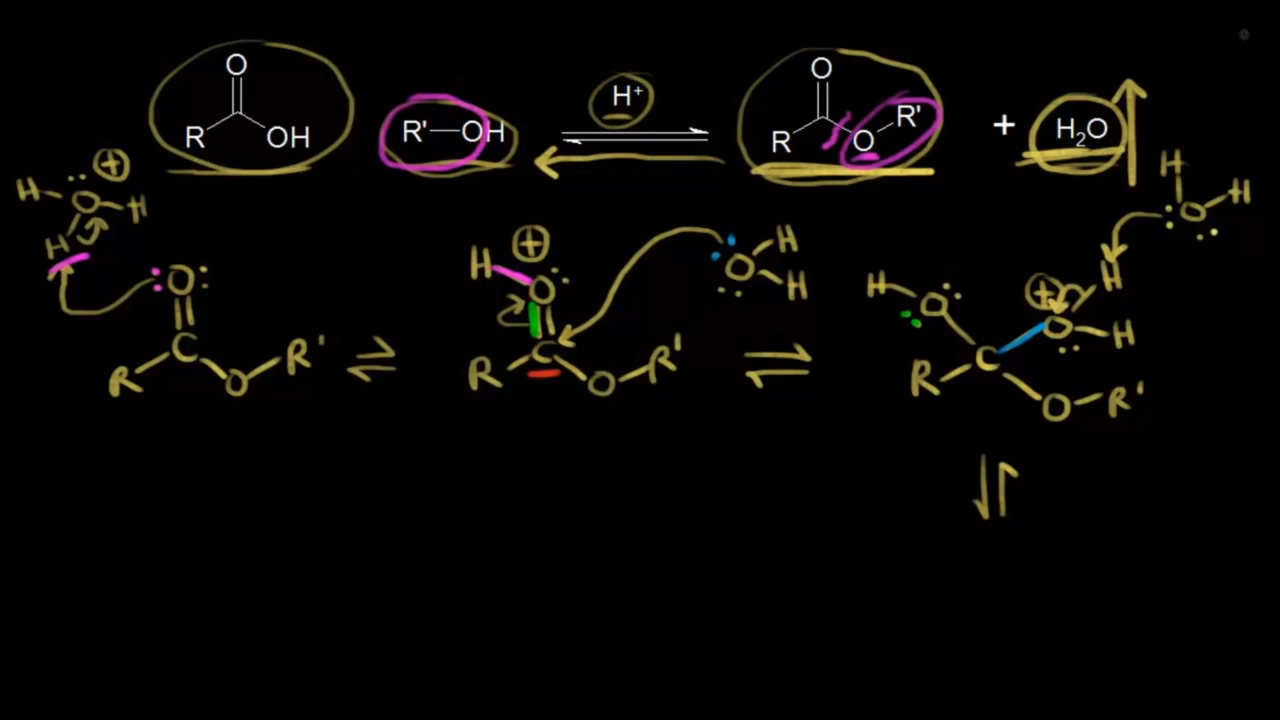 O O
R OH R'—OH H⁺ R O R' + H₂O
H O H H ⊕
H O H
H O ⊕ O H H
H O H ⊕ O H
O C R O R' ⇌ C R O R' ⇌ C R O R'
⇌